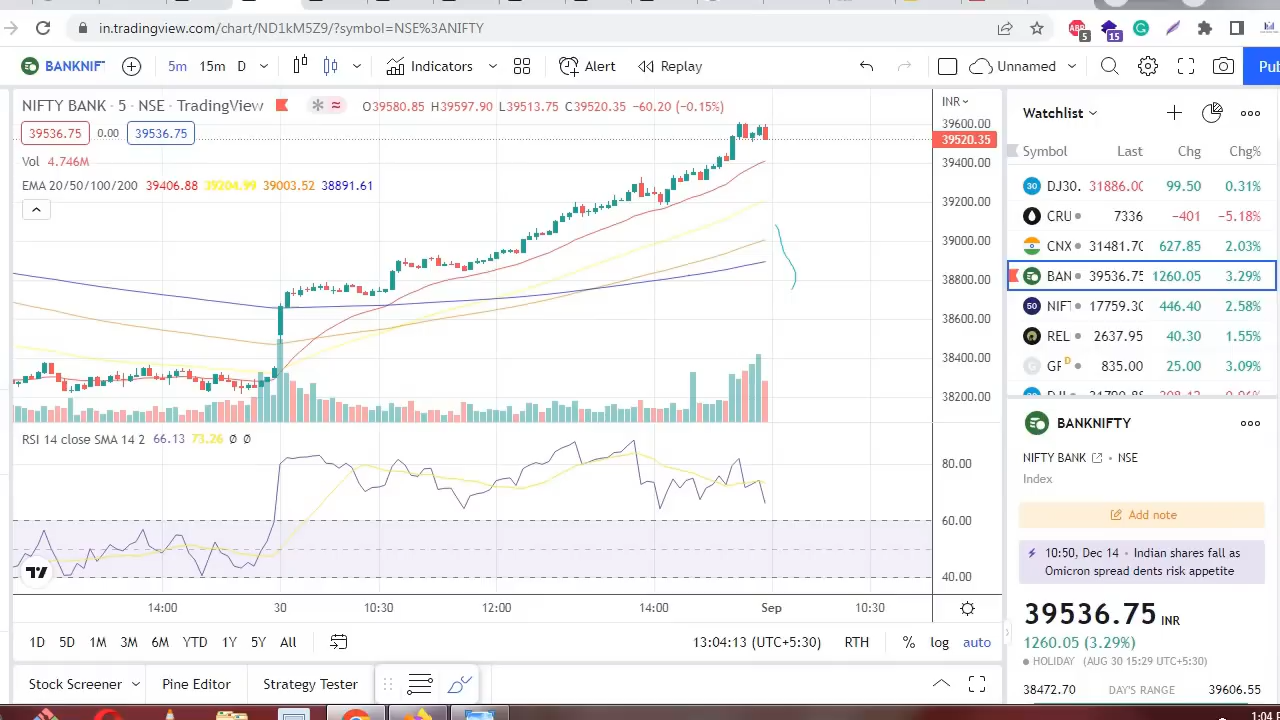 in.tradingview.com/chart/ND1kM5Z9/?symbol=NSE%3ANIFTY
5
15
BANKNIF
5m 15m D
Indicators
Alert
Replay
Unnamed
Pub
NIFTY BANK · 5 · NSE · TradingView
O39580.85 H39597.90 L39513.75 C39520.35 −60.20 (−0.15%)
39536.75 0.00 39536.75
Vol 4.746M
EMA 20/50/100/200 39406.88 39204.99 39003.52 38891.61
INR
39600.00
39520.35
39400.00
39200.00
39000.00
38800.00
38600.00
38400.00
38200.00
RSI 14 close SMA 14 2 66.13 73.26 Ø Ø
80.00
60.00
40.00
14:00 30 10:30 12:00 14:00 Sep 10:30
1D 5D 1M 3M 6M YTD 1Y 5Y All
13:04:13 (UTC+5:30) RTH % log auto
Stock Screener Pine Editor Strategy Tester
Watchlist
Symbol Last Chg Chg%
30 DJ30. 31886.00 99.50 0.31%
CRU 7336 −401 −5.18%
CNX 31481.70 627.85 2.03%
BAN 39536.75 1260.05 3.29%
50 NIFT 17759.30 446.40 2.58%
REL 2637.95 40.30 1.55%
GF D 835.00 25.00 3.09%
BANKNIFTY
NIFTY BANK · NSE
Index
Add note
10:50, Dec 14 · Indian shares fall as
Omicron spread dents risk appetite
39536.75 INR
1260.05 (3.29%)
HOLIDAY (AUG 30 15:29 UTC+5:30)
38472.70 DAY'S RANGE 39606.55